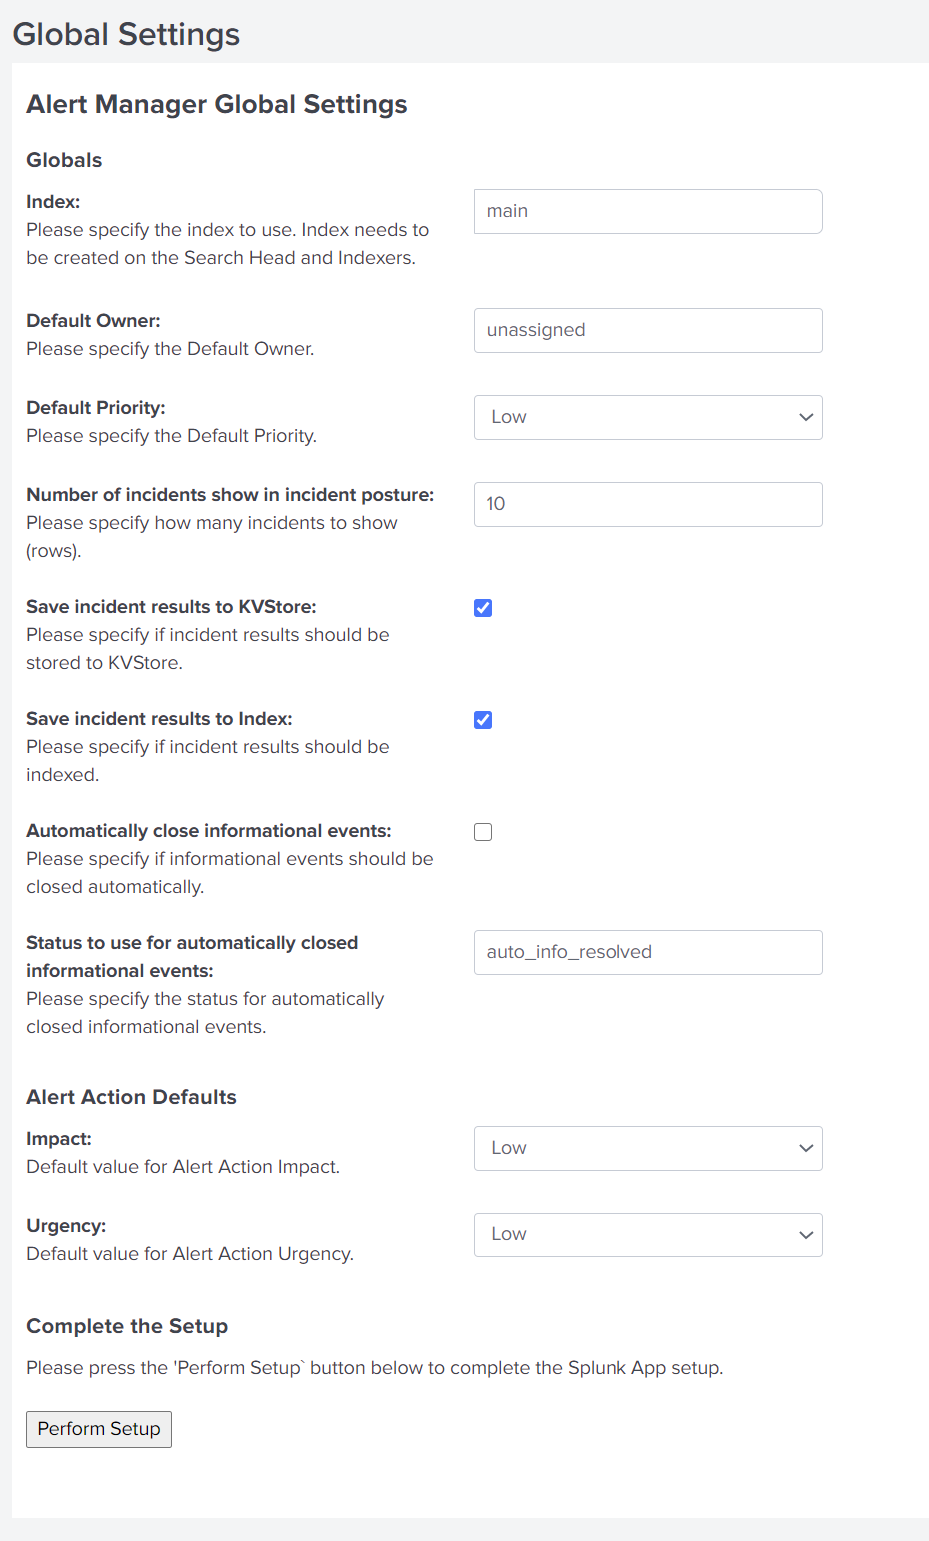 Global Settings
Alert Manager Global Settings
Globals
Index:
main
Please specify the index to use. Index needs to
be created on the Search Head and Indexers.
Default Owner:
unassigned
Please specify the Default Owner.
Default Priority:
Low
Please specify the Default Priority.
Number of incidents show in incident posture:
10
Please specify how many incidents to show
(rows).
Save incident results to KVStore:
Please specify if incident results should be
stored to KVStore.
Save incident results to Index:
Please specify if incident results should be
indexed.
Automatically close informational events:
Please specify if informational events should be
closed automatically.
Status to use for automatically closed
informational events:
auto_info_resolved
Please specify the status for automatically
closed informational events.
Alert Action Defaults
Impact:
Low
Default value for Alert Action Impact.
Urgency:
Low
Default value for Alert Action Urgency.
Complete the Setup
Please press the 'Perform Setup` button below to complete the Splunk App setup.
Perform Setup